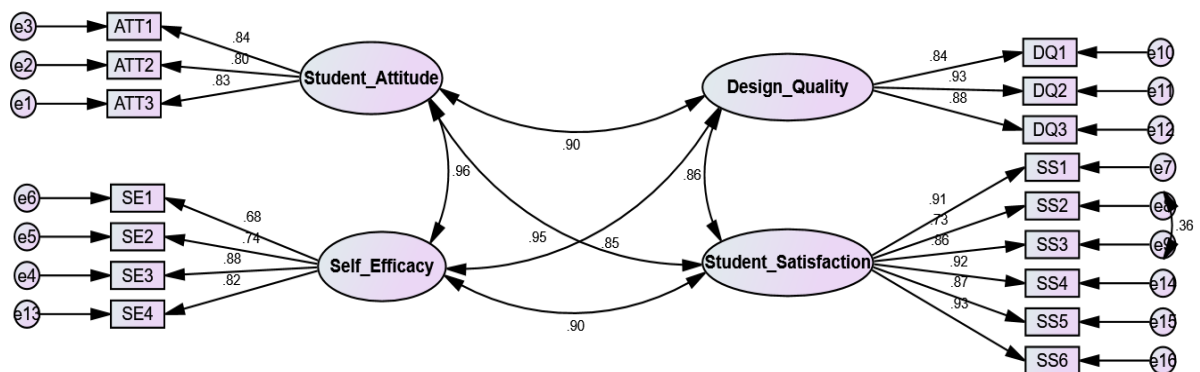 e3
ATT1
.84
e2
ATT2
.80
e1
ATT3
.83
Student_Attitude
Design_Quality
.84
DQ1
e10
.93
DQ2
e11
.88
DQ3
e12
.90
.96
.86
.95
.85
.90
e6
SE1
.68
e5
SE2
.74
e4
SE3
.88
e13
SE4
.82
Self_Efficacy
Student_Satisfaction
.91
SS1
e7
.73
SS2
e8
.86
SS3
e9
.36
.92
SS4
e14
.87
SS5
e15
.93
SS6
e16